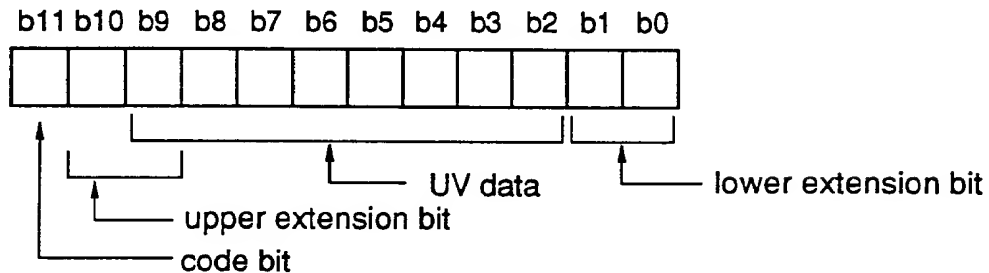 b11 b10 b9 b8 b7 b6 b5 b4 b3 b2 b1 b0
UV data
lower extension bit
upper extension bit
code bit